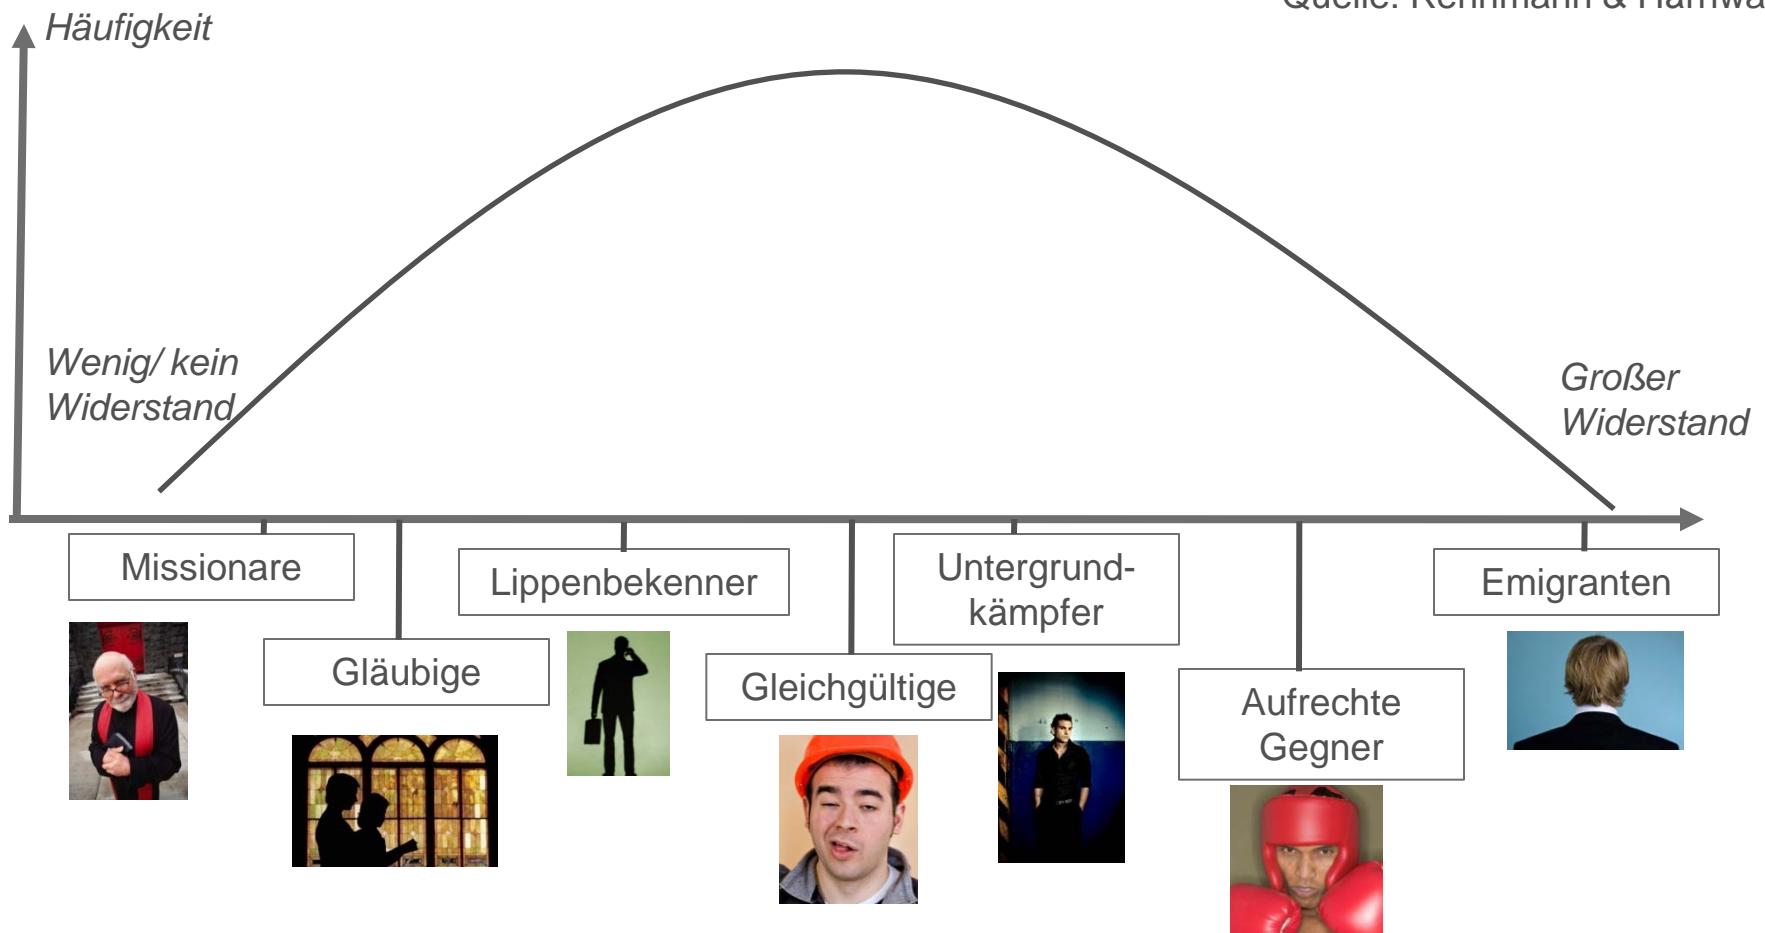 Häufigkeit
Wenig/ kein
Widerstand
Großer
Widerstand
Missionare
Gläubige
Lippenbekenner
Gleichgültige
Untergrund-
kämpfer
Aufrechte
Gegner
Emigranten